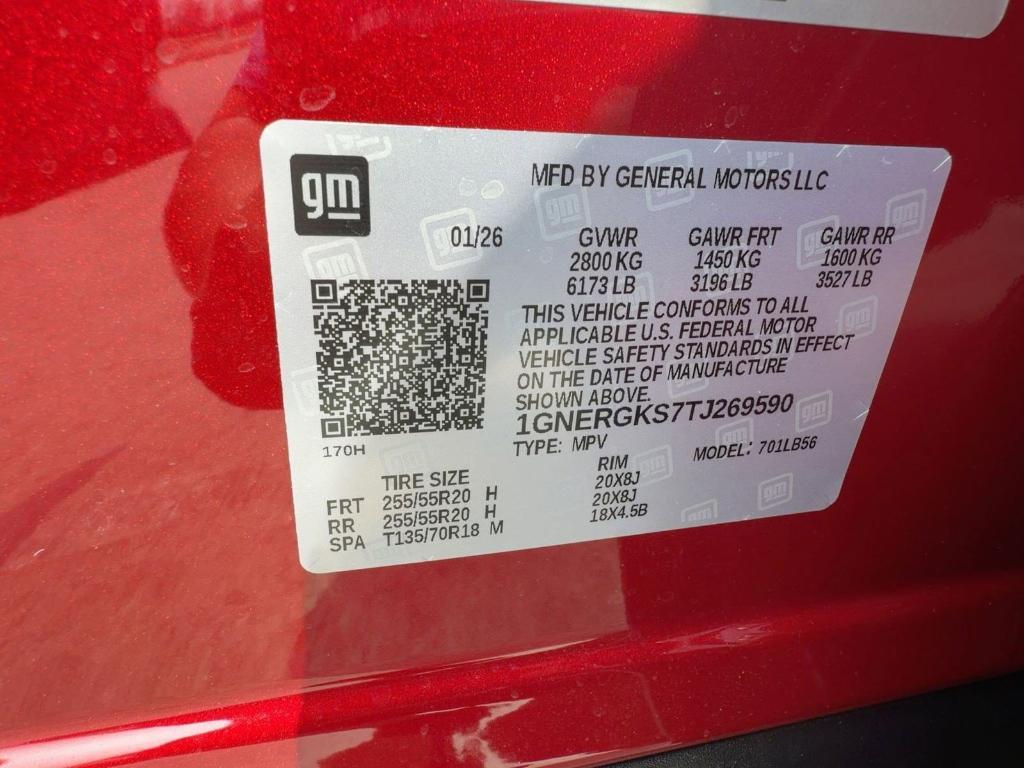 gm
MFD BY GENERAL MOTORS LLC
01/26 GVWR GAWR FRT GAWR RR
2800 KG 1450 KG 1600 KG
6173 LB 3196 LB 3527 LB
THIS VEHICLE CONFORMS TO ALL
APPLICABLE U.S. FEDERAL MOTOR
VEHICLE SAFETY STANDARDS IN EFFECT
ON THE DATE OF MANUFACTURE
SHOWN ABOVE.
1GNERGKS7TJ269590
170H
TYPE: MPV MODEL: 701LB56
TIRE SIZE RIM
FRT 255/55R20 H 20X8J
RR 255/55R20 H 20X8J
SPA T135/70R18 M 18X4.5B